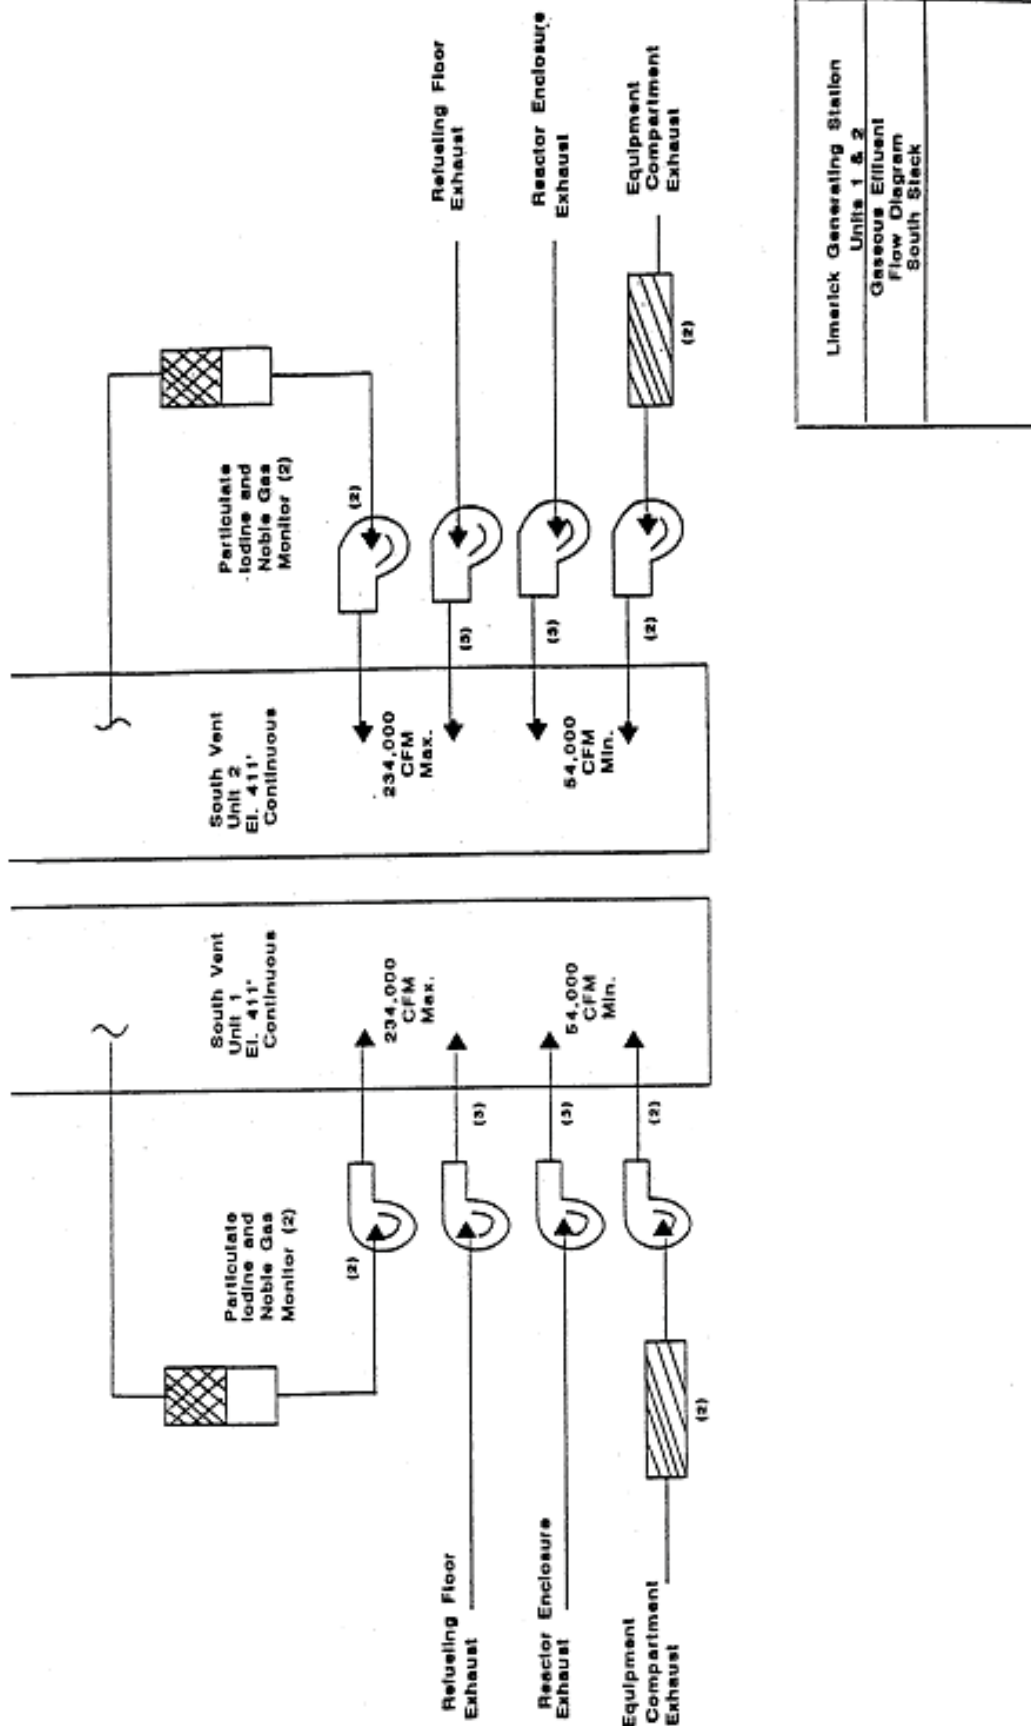 Refueling Floor
Exhaust
Reactor Enclosure
Exhaust
Equipment
Compartment
Exhaust
(2)
Particulate
Iodine and
Noble Gas
Monitor (2)
(2)
(3)
(3)
(2)
South Vent
Unit 2
El. 411'
Continuous
234,000
CFM
Max.
54,000
CFM
Min.
South Vent
Unit 1
El. 411'
Continuous
234,000
CFM
Max.
54,000
CFM
Min.
(3)
(3)
(2)
Particulate
Iodine and
Noble Gas
Monitor (2)
(2)
(2)
Refueling Floor
Exhaust
Reactor Enclosure
Exhaust
Equipment
Compartment
Exhaust
Limerick Generating Station
Units 1 & 2
Gaseous Effluent
Flow Diagram
South Stack